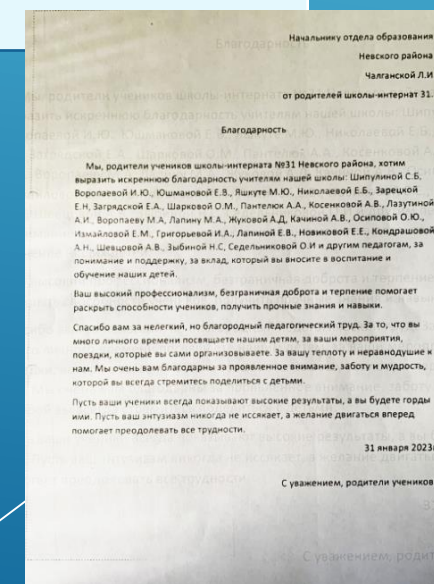 Начальнику отдела образования
Невского района
Чалганской Л.И
от родителей школы-интернат 31.
Благодарность
Мы, родители учеников школы-интерната №31 Невского района, хотим
выразить искреннюю благодарность учителям нашей школы: Шипулиной С.Б.
Воропаевой И.Ю., Юшмановой Е.В., Яшкуте М.Ю., Николаевой Е.Б., Зарецкой
Е.Н, Загрядской Е.А., Шарковой О.М., Пантелюк А.А., Косенковой А.В., Лазутиной
А.И., Воропаеву М.А, Лапину М.А., Жуковой А.Д, Качиной А.В., Осиповой О.Ю.,
Измайловой Е.М., Григорьевой И.А., Лапиной Е.В., Новиковой Е.Е., Кондрашовой
А.Н., Шевцовой А.В., Зыбиной Н.С, Седельниковой О.И и другим педагогам, за
понимание и поддержку, за вклад, который вы вносите в воспитание и
обучение наших детей.
Ваш высокий профессионализм, безграничная доброта и терпение помогает
раскрыть способности учеников, получить прочные знания и навыки.
Спасибо вам за нелегкий, но благородный педагогический труд. За то, что вы
много личного времени посвящаете нашим детям, за ваши мероприятия,
поездки, которые вы сами организовываете. За вашу теплоту и неравнодушие к
нам. Мы очень вам благодарны за проявленное внимание, заботу и мудрость,
которой вы всегда стремитесь поделиться с детьми.
Пусть ваши ученики всегда показывают высокие результаты, а вы будете горды
ими. Пусть ваш энтузиазм никогда не иссякает, а желание двигаться вперед
помогает преодолевать все трудности.
31 января 2023г
С уважением, родители учеников